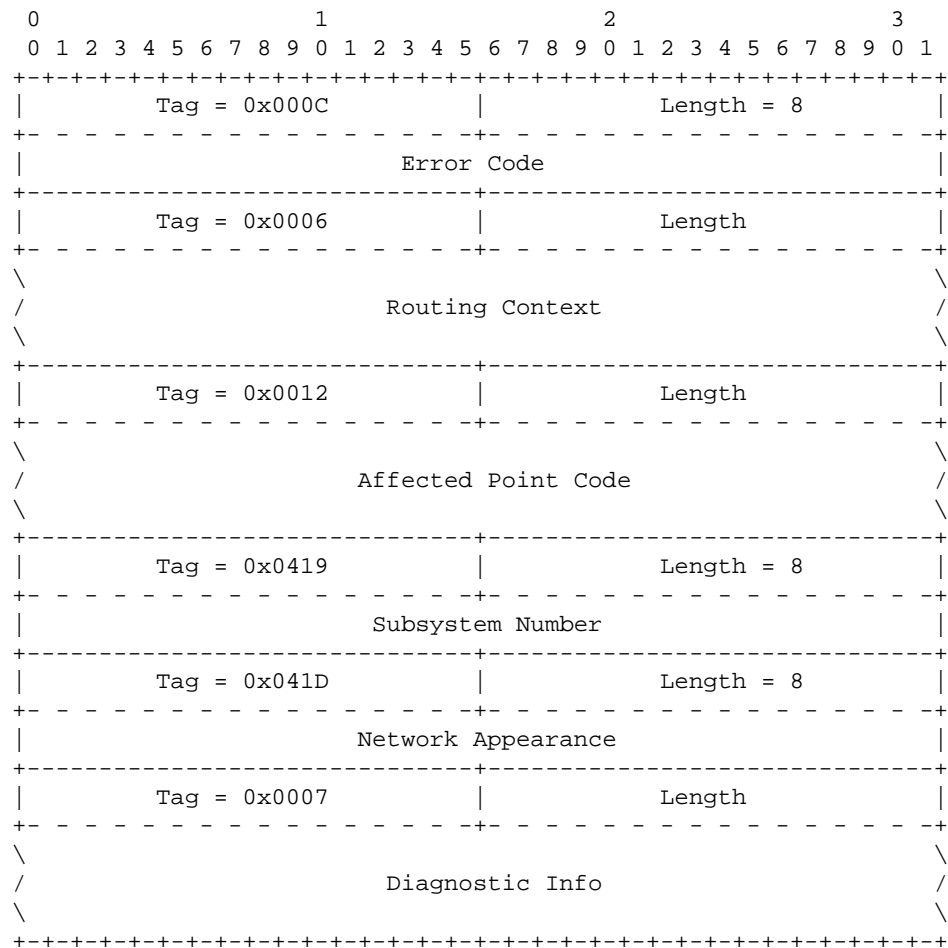 0                   1                   2                   3
0 1 2 3 4 5 6 7 8 9 0 1 2 3 4 5 6 7 8 9 0 1 2 3 4 5 6 7 8 9 0 1
+-+-+-+-+-+-+-+-+-+-+-+-+-+-+-+-+-+-+-+-+-+-+-+-+-+-+-+-+-+-+-+-+
|         Tag = 0x000C          |            Length = 8         |
+- - - - - - - - - - - - - - - -+- - - - - - - - - - - - - - - -+
|                          Error Code                           |
+-------------------------------+-------------------------------+
|         Tag = 0x0006          |            Length             |
+- - - - - - - - - - - - - - - -+- - - - - - - - - - - - - - - -+
\                                                               \
/                         Routing Context                       /
\                                                               \
+-------------------------------+-------------------------------+
|         Tag = 0x0012          |            Length             |
+- - - - - - - - - - - - - - - -+- - - - - - - - - - - - - - - -+
\                                                               \
/                       Affected Point Code                     /
\                                                               \
+-------------------------------+-------------------------------+
|         Tag = 0x0419          |            Length = 8         |
+- - - - - - - - - - - - - - - -+- - - - - - - - - - - - - - - -+
|                        Subsystem Number                       |
+-------------------------------+-------------------------------+
|         Tag = 0x041D          |            Length = 8         |
+- - - - - - - - - - - - - - - -+- - - - - - - - - - - - - - - -+
|                       Network Appearance                      |
+-------------------------------+-------------------------------+
|         Tag = 0x0007          |            Length             |
+- - - - - - - - - - - - - - - -+- - - - - - - - - - - - - - - -+
\                                                               \
/                         Diagnostic Info                       /
\                                                               \
+-+-+-+-+-+-+-+-+-+-+-+-+-+-+-+-+-+-+-+-+-+-+-+-+-+-+-+-+-+-+-+-+